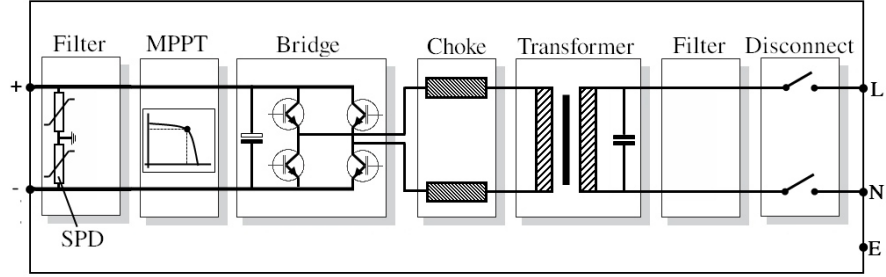 Filter MPPT Bridge Choke Transformer Filter Disconnect
+ L
- N
SPD E